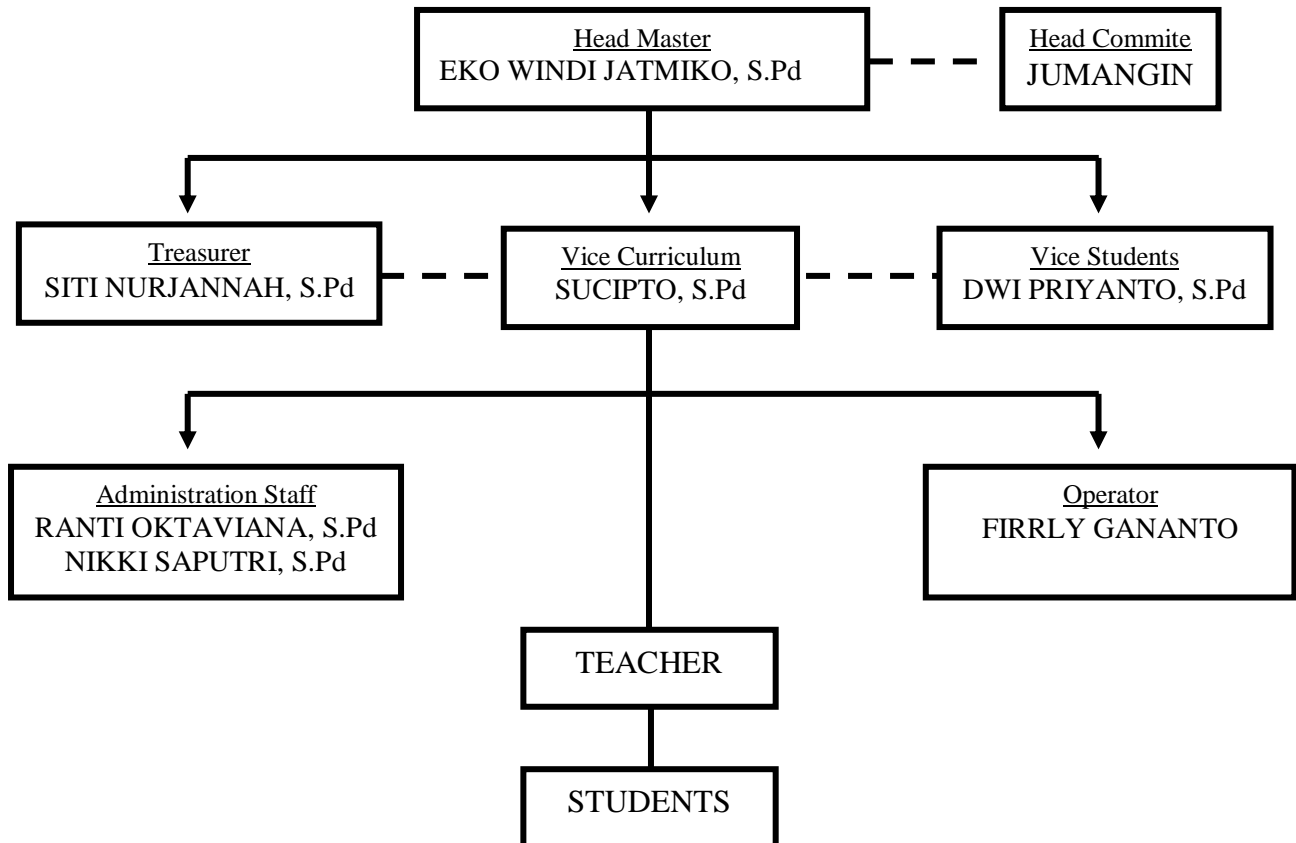 Head Master
EKO WINDI JATMIKO, S.Pd
Head Commite
JUMANGIN
Treasurer
SITI NURJANNAH, S.Pd
Vice Curriculum
SUCIPTO, S.Pd
Vice Students
DWI PRIYANTO, S.Pd
Administration Staff
RANTI OKTAVIANA, S.Pd
NIKKI SAPUTRI, S.Pd
Operator
FIRRLY GANANTO
TEACHER
STUDENTS